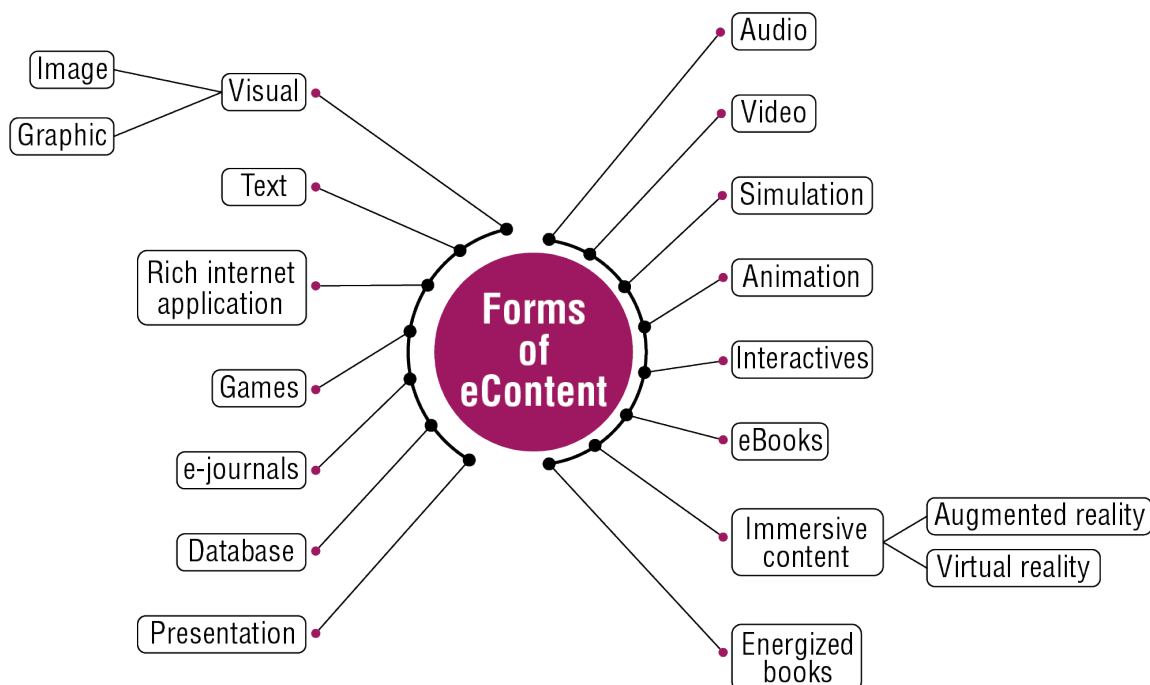 Forms
of
eContent
Visual
Image
Graphic
Text
Rich internet
application
Games
e-journals
Database
Presentation
Audio
Video
Simulation
Animation
Interactives
eBooks
Immersive
content
Augmented reality
Virtual reality
Energized
books